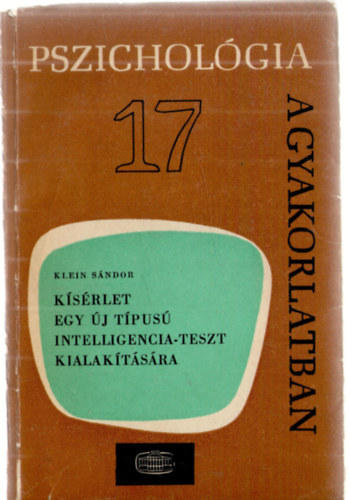 PSZICHOLÓGIA
A GYAKORLATBAN
17
KLEIN SÁNDOR
KÍSÉRLET
EGY ÚJ TÍPUSÚ
INTELLIGENCIA-TESZT
KIALAKÍTÁSÁRA